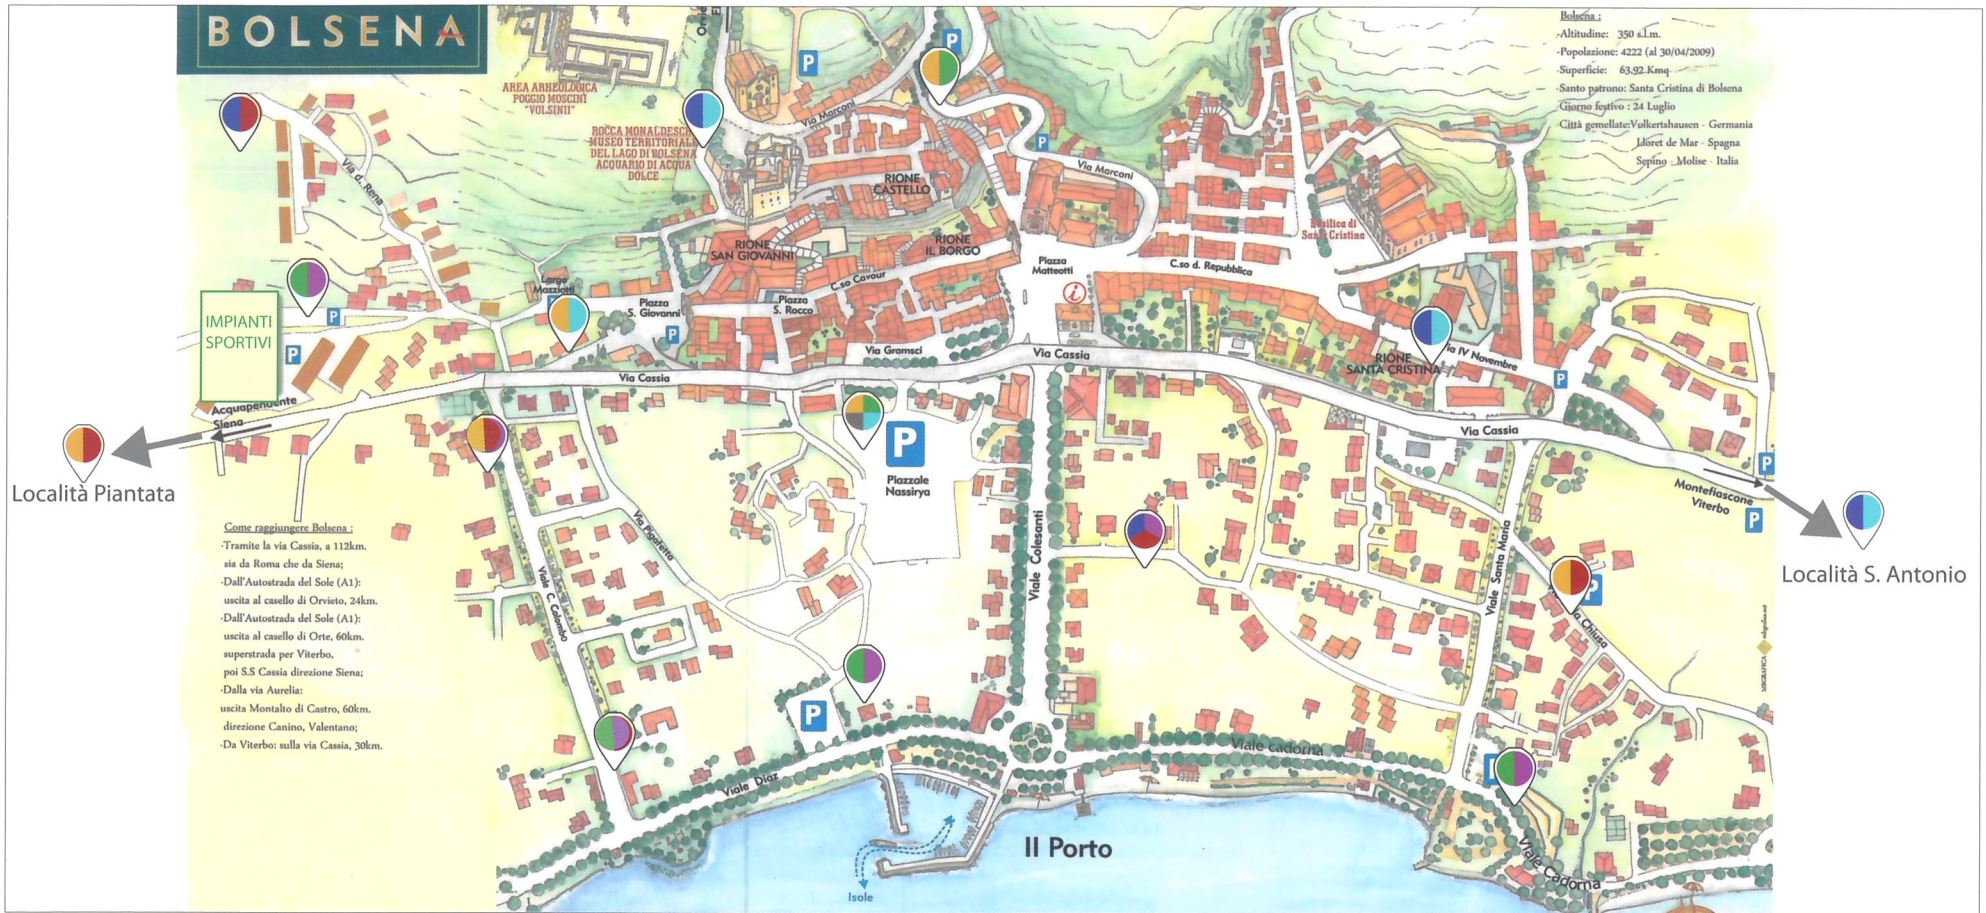 BOLSENA
Orvieto
AREA ARHEOLOGICA
POGGIO MOSCINI
"VOLSINII"
ROCCA MONALDESCHI
MUSEO TERRITORIALE
DEL LAGO DI BOLSENA
ACQUARIO DI ACQUA
DOLCE
P
P
P
Via Marconi
Via Marconi
RIONE
CASTELLO
RIONE
SAN GIOVANNI
RIONE
IL BORGO
Bolsena :
-Altitudine: 350 s.l.m.
-Popolazione: 4222 (al 30/04/2009)
-Superficie: 63,92 Kmq
-Santo patrono: Santa Cristina di Bolsena
Giorno festivo : 24 Luglio
Città gemellate:Vulkertshausen - Germania
Lloret de Mar - Spagna
Sepino - Molise - Italia
Basilica di
Santa Cristina
Via d. Rena
Largo
Mazziotti
Piazza
S. Giovanni
Piazza
S. Rocco
C.so Cavour
Piazza
Matteotti
i
C.so d. Repubblica
IMPIANTI
SPORTIVI
P
P
P
Via Gramsci
Via Cassia
Via Cassia
Via Cassia
RIONE
SANTA CRISTINA
Via IV Novembre
P
P
P
Acquapendente
Siena
Montefiascone
Viterbo
Località Piantata
Località S. Antonio
P
Piazzale
Nassirya
Come raggiungere Bolsena :
-Tramite la via Cassia, a 112km.
sia da Roma che da Siena;
-Dall'Autostrada del Sole (A1):
uscita al casello di Orvieto, 24km.
-Dall'Autostrada del Sole (A1):
uscita al casello di Orte, 60km.
superstrada per Viterbo,
poi S.S Cassia direzione Siena;
-Dalla via Aurelia:
uscita Montalto di Castro, 60km.
direzione Canino, Valentano;
-Da Viterbo: sulla via Cassia, 30km.
Via Pigafetta
Viale C. Colombo
Viale Colesanti
Viale Santa Maria
P
Chiusa
P
Viale Diaz
Viale cadorna
Viale Cadorna
Il Porto
Isole